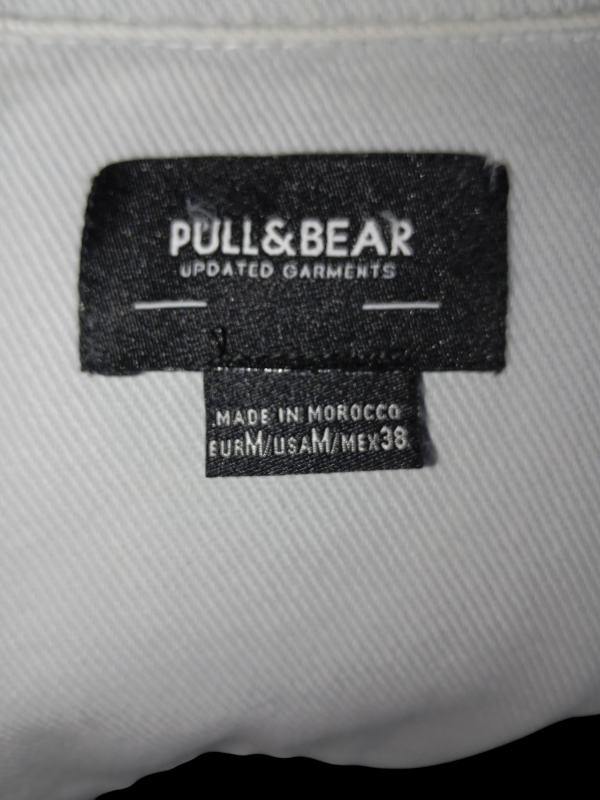 PULL&BEAR
UPDATED GARMENTS
MADE IN MOROCCO
EURM/USAM/MEX38